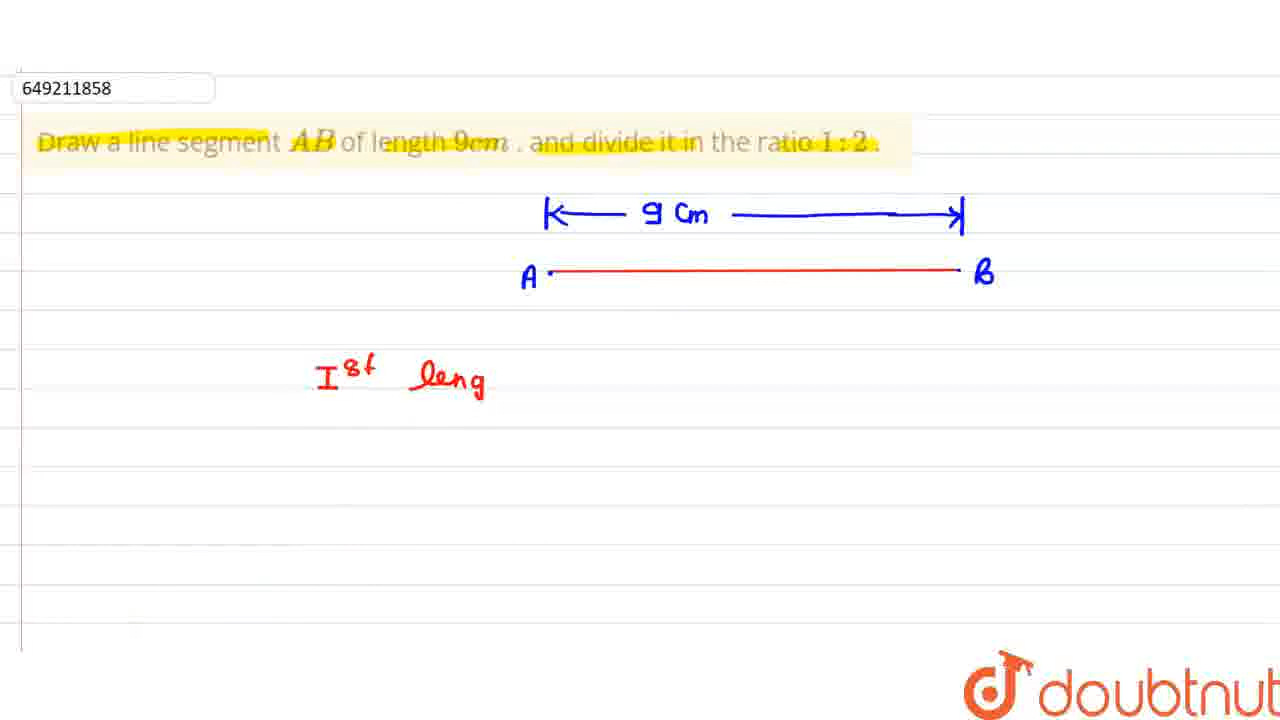 649211858
Draw a line segment AB of length 9cm . and divide it in the ratio 1 : 2 .
9 Cm
A B
Ist leng
doubtnut